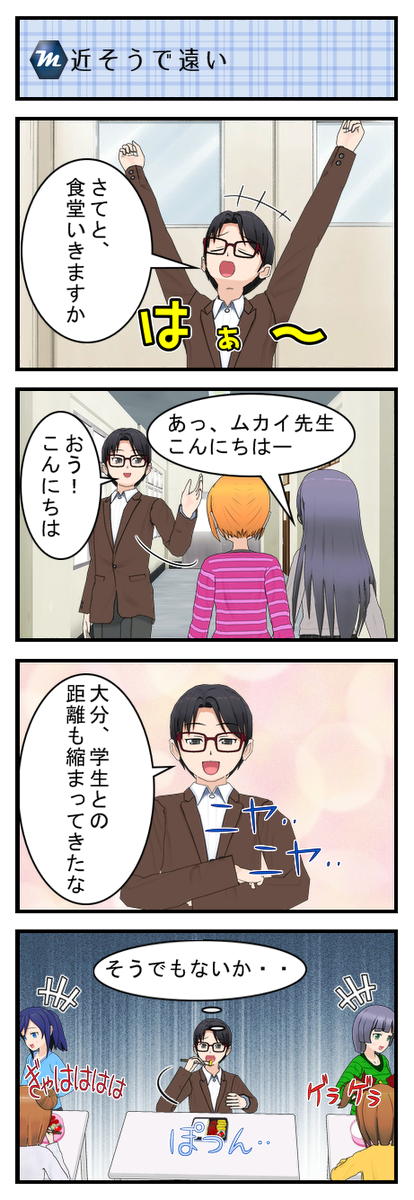 m
近そうで遠い
さてと、
食堂いきますか
はぁ〜
あっ、ムカイ先生
こんにちはー
おう!
こんにちは
大分、学生との
距離も縮まってきたな
ニヤ‥
ニヤ‥
そうでもないか・・
ぎゃはははは
ゲラゲラ
ぽつん‥